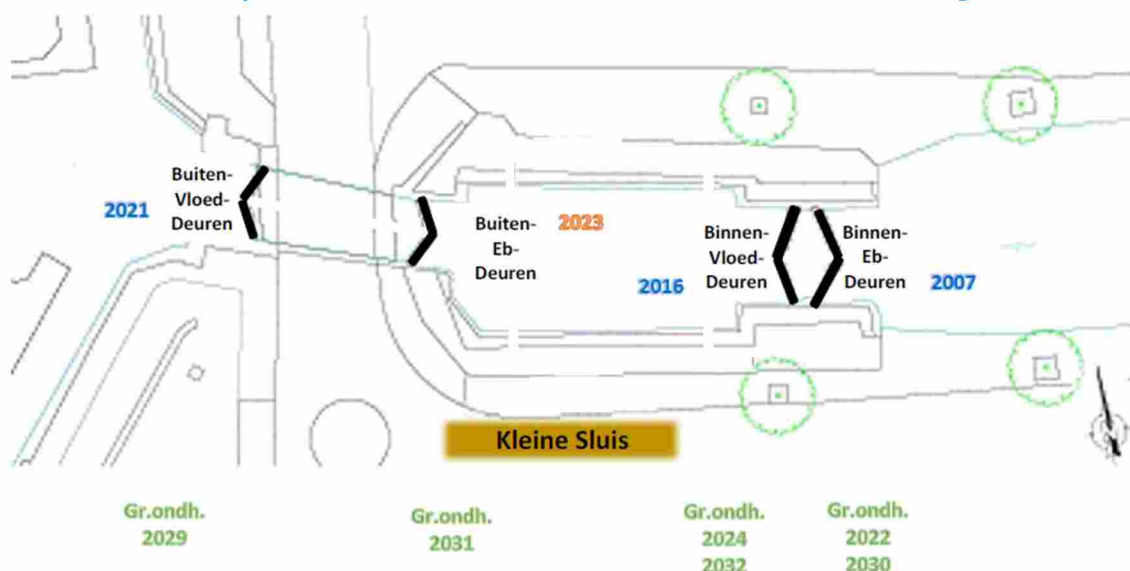 Buiten-
Vloed-
Deuren
2021
Buiten-
Eb-
Deuren
2023
Binnen-
Vloed-
Deuren
2016
Binnen-
Eb-
Deuren
2007
Kleine Sluis
Gr.ondh.
2029
Gr.ondh.
2031
Gr.ondh.
2024
2032
Gr.ondh.
2022
2030